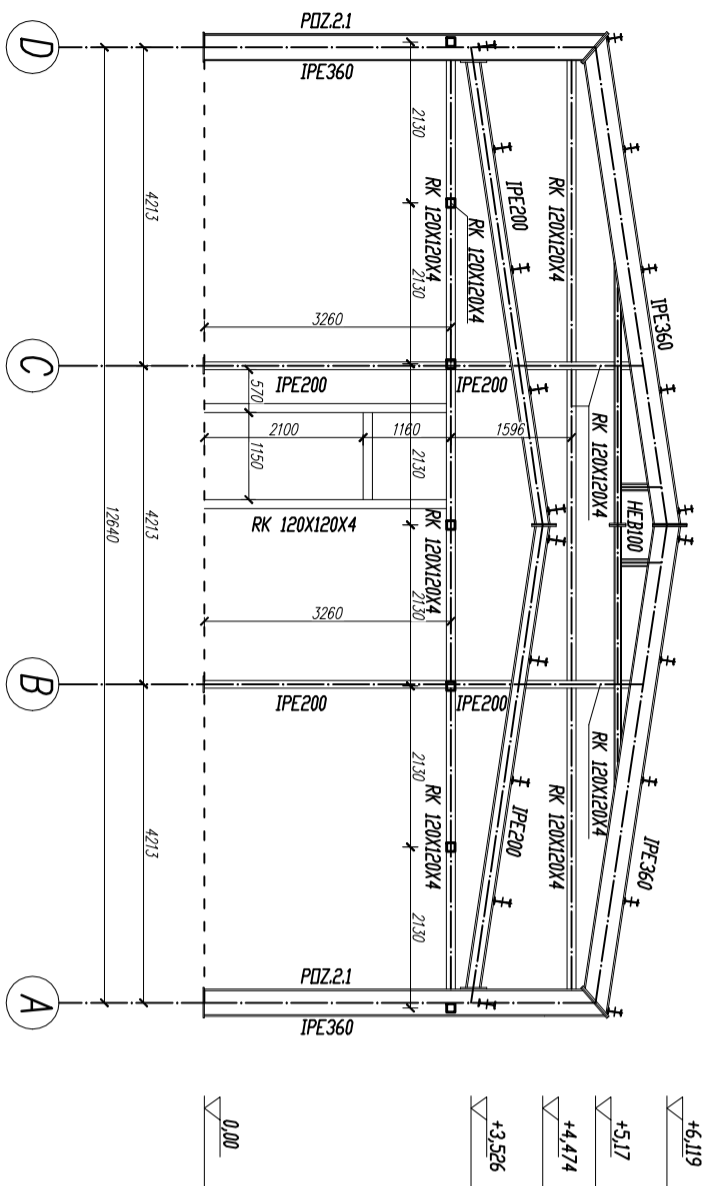 POZ.2.1
IPE360
D
2130
RK 120X120X4
RK 120X120X4
IPE200
RK 120X120X4
4213
2130
3260
IPE360
C
IPE200
IPE200
570
2100
1160
1596
RK 120X120X4
1150
2130
12640
4213
RK 120X120X4
RK 120X120X4
HEB100
2130
3260
B
IPE200
IPE200
RK 120X120X4
2130
RK 120X120X4
IPE200
RK 120X120X4
IPE360
4213
2130
POZ.2.1
A
IPE360
0,00
+3,526
+4,474
+5,17
+6,119